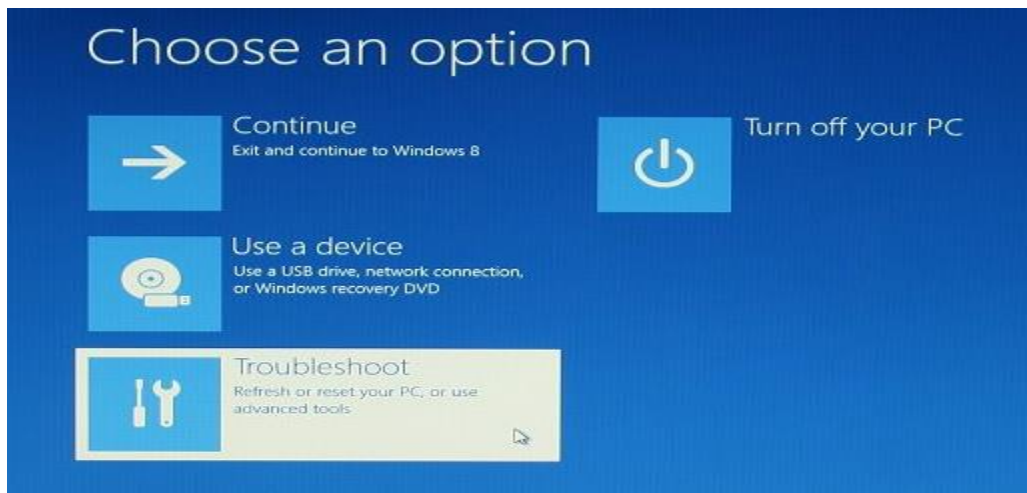 Choose an option
Continue
Exit and continue to Windows 8
Turn off your PC
Use a device
Use a USB drive, network connection,
or Windows recovery DVD
Troubleshoot
Refresh or reset your PC, or use
advanced tools